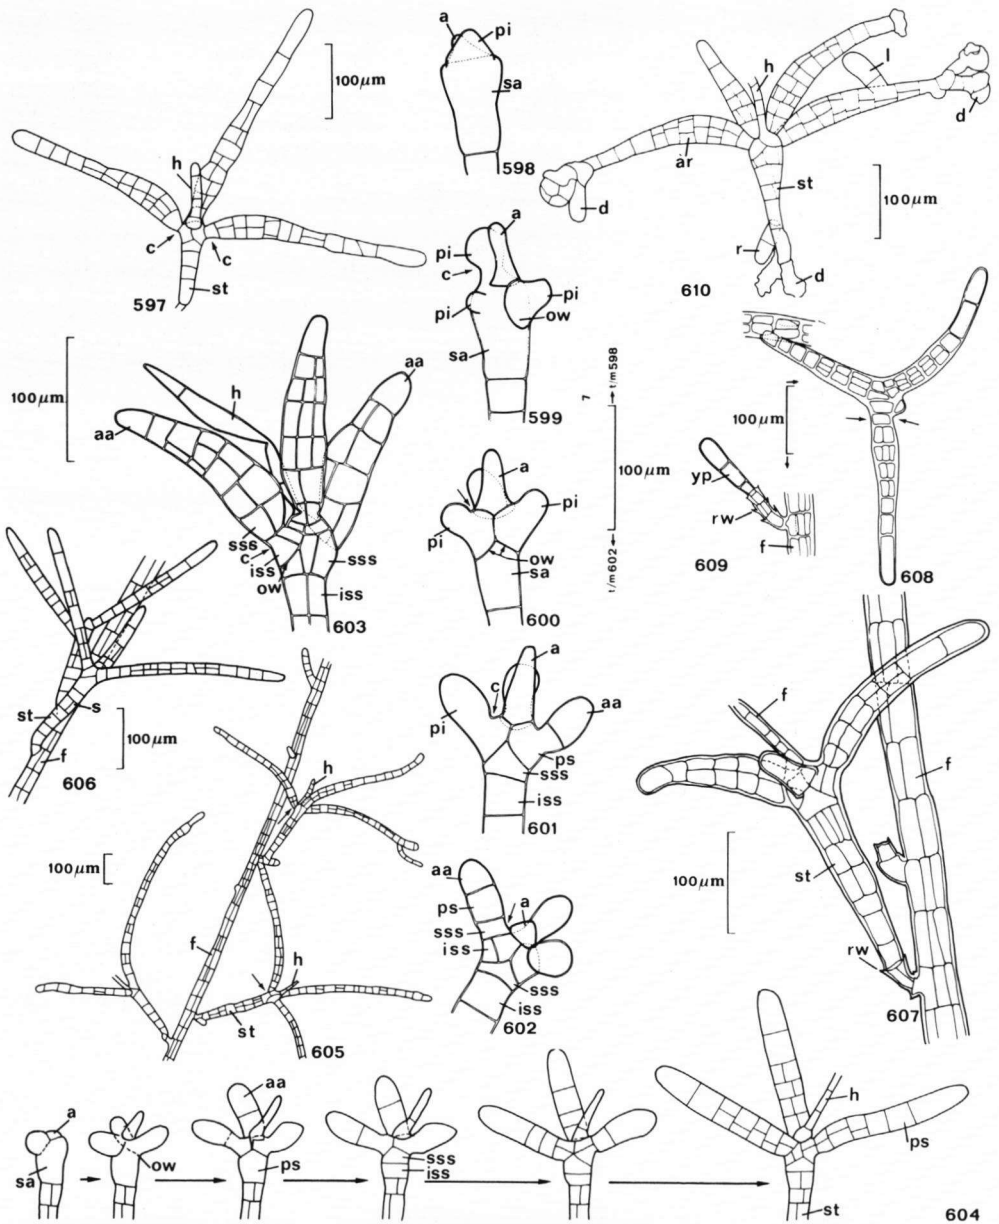 100µm
h
c
c
st
597
a
pi
sa
598
h
l
d
ar
d
st
100µm
r
d
610
a
pi
c
pi
pi
ow
sa
599
100µm
h
aa
aa
sss
c
iss
ow
sss
iss
603
7
t/m 598
100µm
t/m 602
a
pi
pi
ow
sa
600
100µm
yp
rw
f
609
608
st
s
f
100µm
606
a
c
pi
aa
ps
sss
iss
601
h
100µm
f
h
st
605
aa
a
ps
sss
iss
sss
iss
602
f
f
100µm
st
rw
607
a
sa
ow
aa
ps
sss
iss
h
ps
st
604